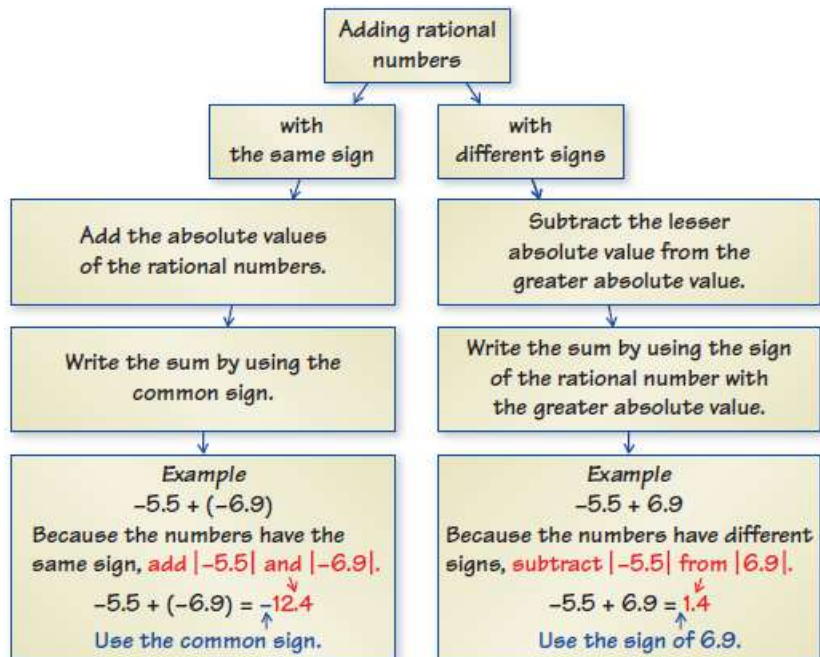 Adding rational
numbers
with
the same sign
Add the absolute values
of the rational numbers.
Write the sum by using the
common sign.
Example
−5.5 + (−6.9)
Because the numbers have the
same sign, add |−5.5| and |−6.9|.
−5.5 + (−6.9) = −12.4
Use the common sign.
with
different signs
Subtract the lesser
absolute value from the
greater absolute value.
Write the sum by using the sign
of the rational number with
the greater absolute value.
Example
−5.5 + 6.9
Because the numbers have different
signs, subtract |−5.5| from |6.9|.
−5.5 + 6.9 = 1.4
Use the sign of 6.9.